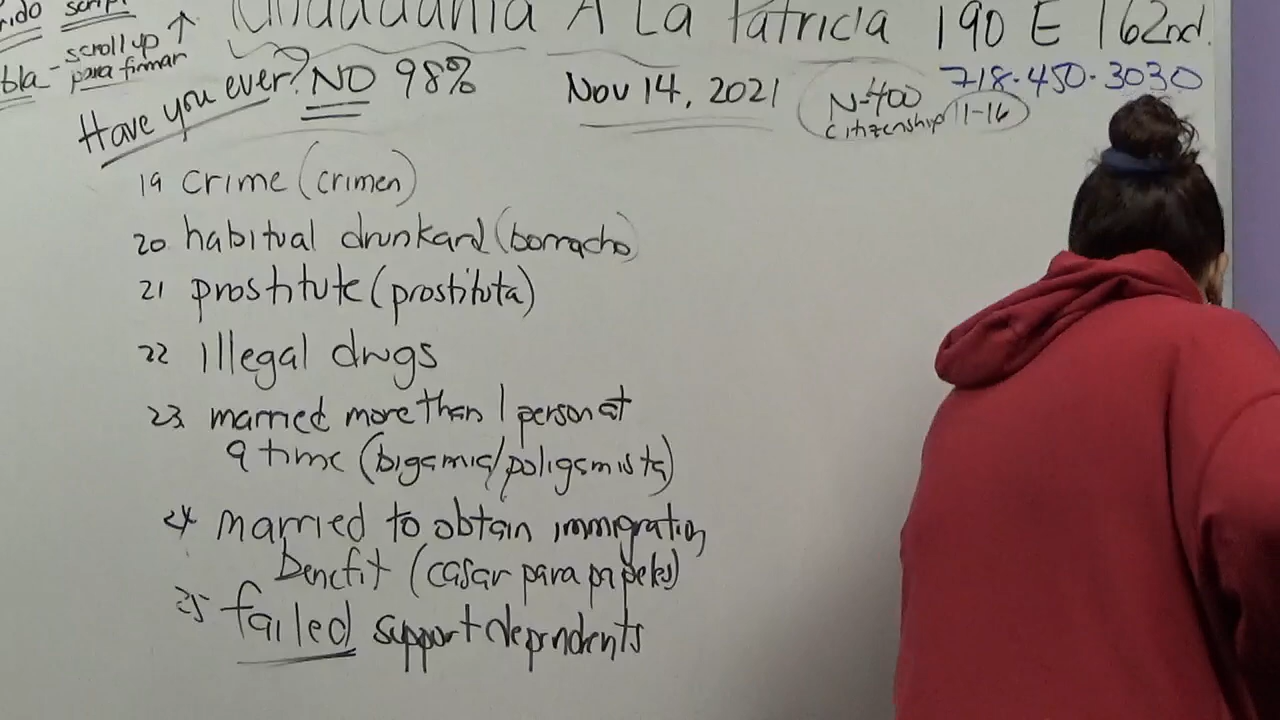 script
scroll up ↑
para firmar
Ciudadania A La Patricia 190 E 162nd.
Have you ever? NO 98%
Nov 14, 2021
N-400
citizenship 11-16
718-450-3030
19 crime (crimen)
20 habitual drunkard (borracho)
21 prostitute (prostituta)
22 illegal drugs
23 married more than 1 person at
a time (bigamia/poligamista)
24 married to obtain immigration
benefit (casar para papeles)
25 failed support dependents